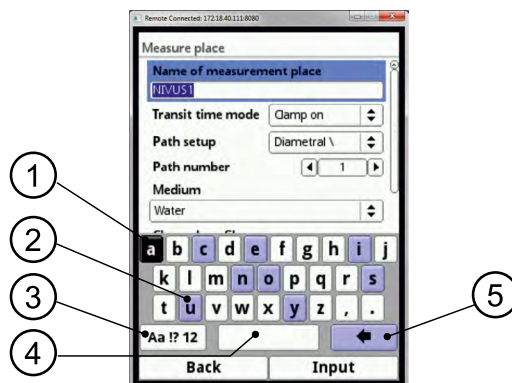 Remote Connected: 172.18.40.111:8080
Measure place
Name of measurement place
NIVUS1
Transit time mode Clamp on
Path setup Diametral \
Path number 1
Medium
Water
1
a b c d e f g h i j
2
k l m n o p q r s
3
t u v w x y z , .
5
Aa !? 12
4
Back Input